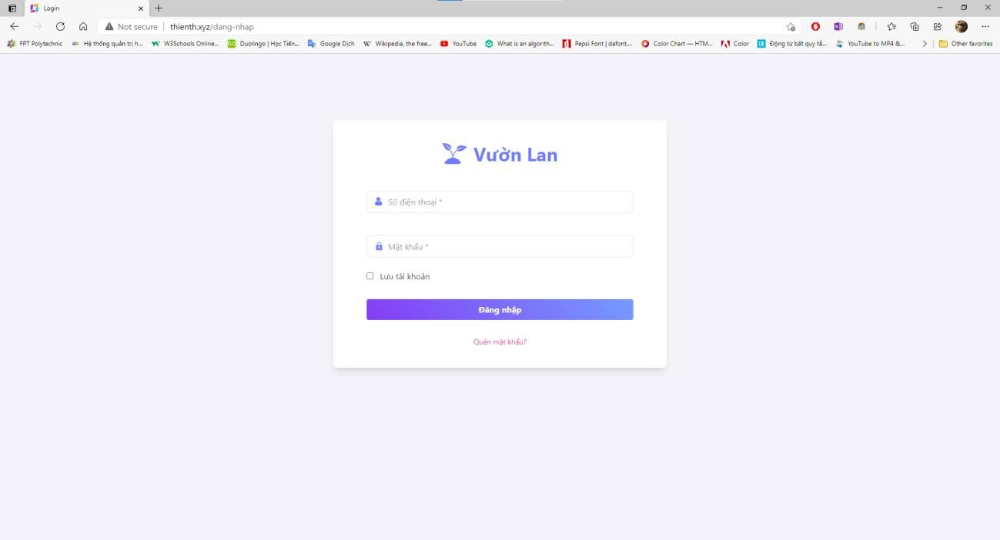 Login
Not secure
thienth.xyz/dang-nhap
FPT Polytechnic
Hệ thống quản trị h...
W3Schools Online...
Duolingo | Học Tiến...
Google Dịch
Wikipedia, the free...
YouTube
What is an algorith...
Pepsi Font | dafont....
Color Chart — HTM...
Color
Động từ bất quy tắ...
YouTube to MP4 &...
Other favorites
Vườn Lan
Số điện thoại *
Mật khẩu *
Lưu tài khoản
Đăng nhập
Quên mật khẩu?